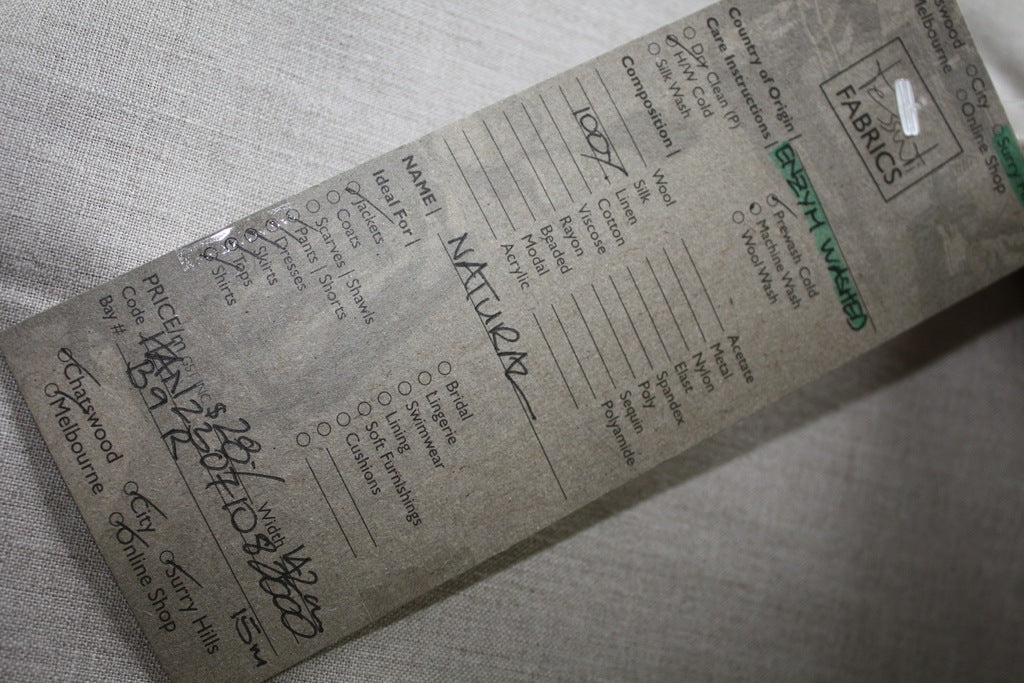 Chatswood City
Melbourne Online Shop
Surry
Tessuti
FABRICS
Country of Origin |
Care Instructions | ENZYM WASHED
Dry Clean (P) Prewash Cold
H/W Cold Machine Wash
Silk Wash Wool Wash
Composition |
Wool Acetate
Silk Metal
100% Linen Nylon
Cotton Elast
Viscose Spandex
Rayon Poly
Beaded Sequin
Modal Polyamide
Acrylic
NAME | NATURAL
Ideal For |
Jackets Bridal
Coats Lingerie
Scarves | Shawls Swimwear
Pants | Shorts Lining
Dresses Soft Furnishings
Skirts Cushions
Tops
Shirts
PRICE/ $28.-/ Width
Code
Bay # B9 R 15m
Chatswood City Surry Hills
Melbourne Online Shop